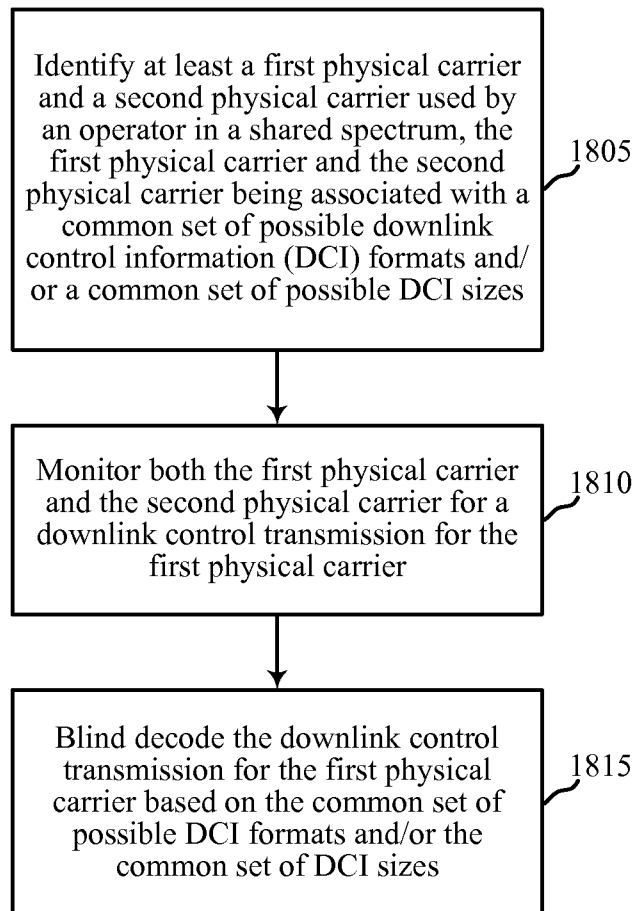 Identify at least a first physical carrier
and a second physical carrier used by
an operator in a shared spectrum, the
first physical carrier and the second
physical carrier being associated with a
common set of possible downlink
control information (DCI) formats and/
or a common set of possible DCI sizes
1805
Monitor both the first physical carrier
and the second physical carrier for a
downlink control transmission for the
first physical carrier
1810
Blind decode the downlink control
transmission for the first physical
carrier based on the common set of
possible DCI formats and/or the
common set of DCI sizes
1815